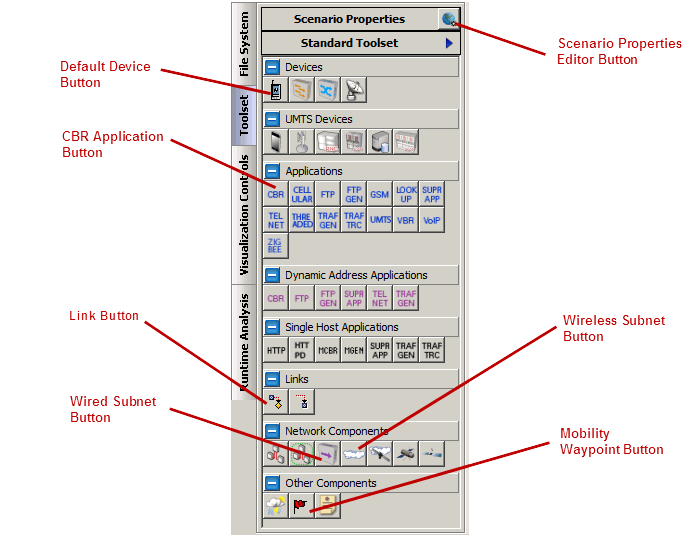 Scenario Properties
Standard Toolset
File System
Toolset
Visualization Controls
Runtime Analysis
Default Device
Button
CBR Application
Button
Link Button
Wired Subnet
Button
Scenario Properties
Editor Button
Wireless Subnet
Button
Mobility
Waypoint Button
Devices
UMTS Devices
Applications
CBR
CELL
ULAR
FTP
FTP
GEN
GSM
LOOK
UP
SUPR
APP
TEL
NET
THRE
ADED
TRAF
GEN
TRAF
TRC
UMTS
VBR
VoIP
ZIG
BEE
Dynamic Address Applications
CBR
FTP
FTP
GEN
SUPR
APP
TEL
NET
TRAF
GEN
Single Host Applications
HTTP
HTT
PD
MCBR
MGEN
SUPR
APP
TRAF
GEN
TRAF
TRC
Links
Network Components
Other Components